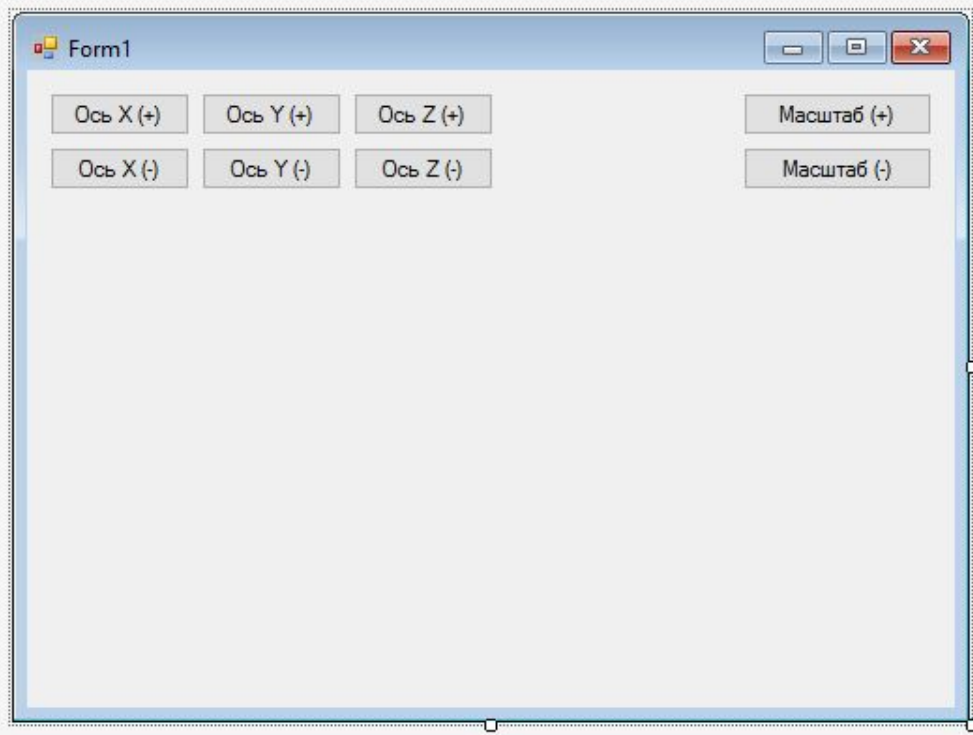 Form1
Ось X (+) Ось Y (+) Ось Z (+) Масштаб (+)
Ось X (-) Ось Y (-) Ось Z (-) Масштаб (-)